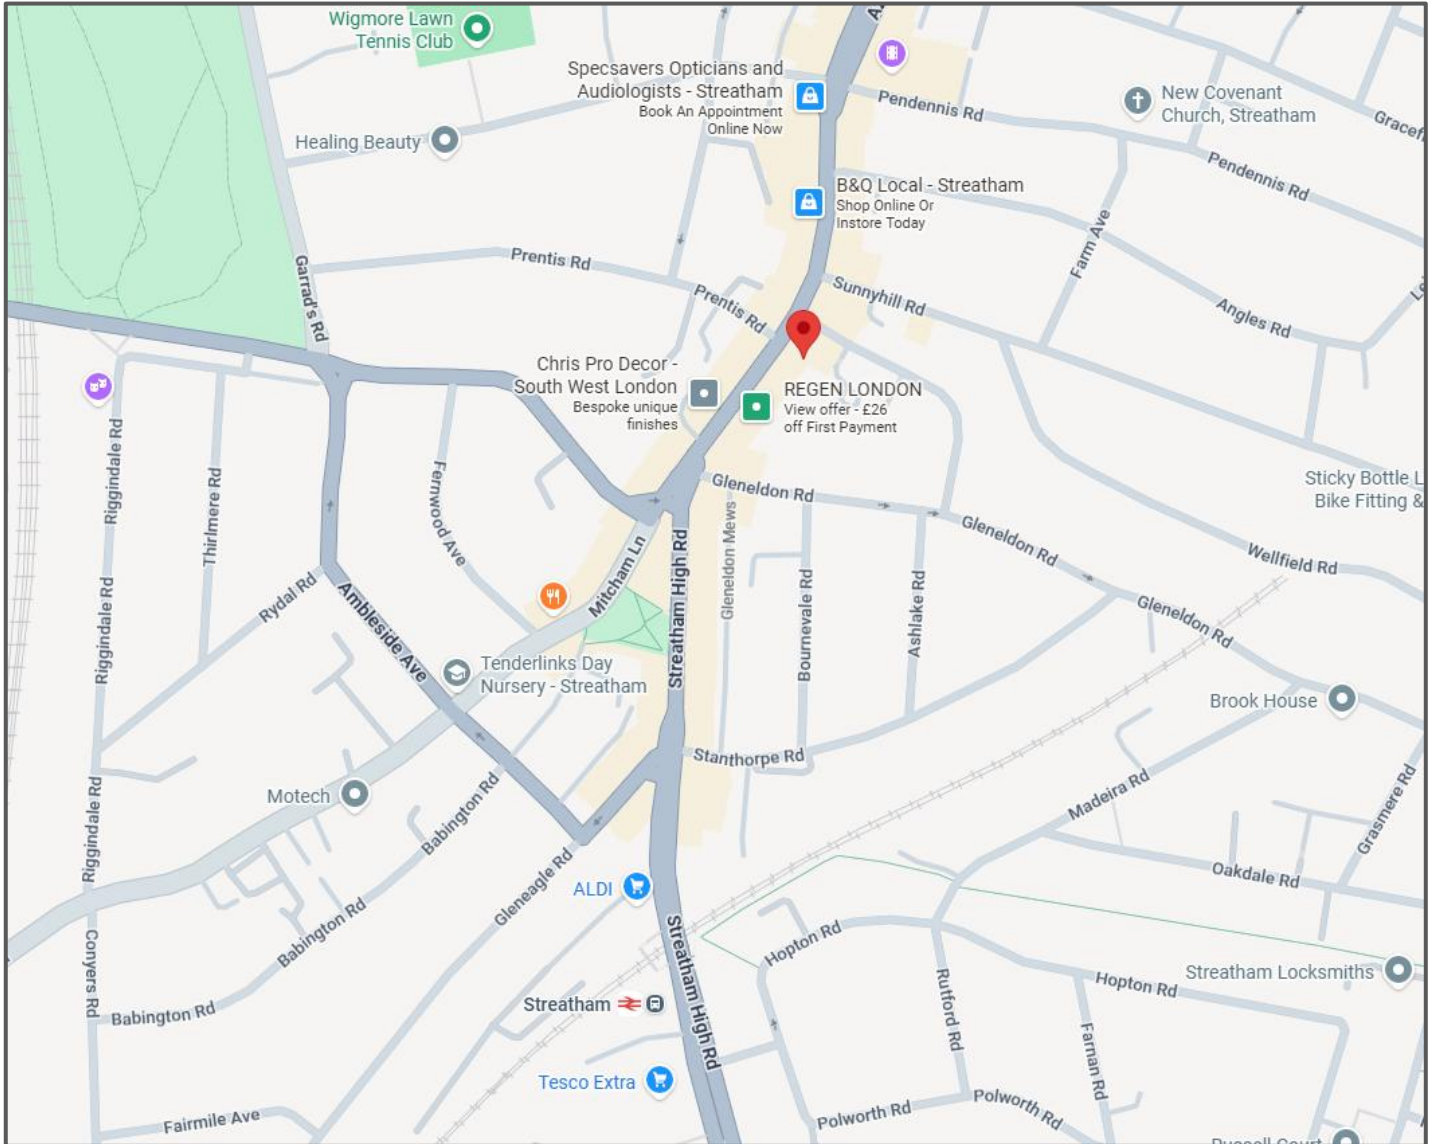 Wigmore Lawn
Tennis Club
Specsavers Opticians and
Audiologists - Streatham
Book An Appointment
Online Now
Pendennis Rd
New Covenant
Church, Streatham
Healing Beauty
Pendennis Rd
B&Q Local - Streatham
Shop Online Or
Instore Today
Farm Ave
Prentis Rd
Garrad's Rd
Prentis Rd
Sunnyhill Rd
Angles Rd
Chris Pro Decor -
South West London
Bespoke unique
finishes
REGEN LONDON
View offer - £26
off First Payment
Riggindale Rd
Thirlmere Rd
Fernwood Ave
Gleneldon Rd
Sticky Bottle L
Bike Fitting &
Gleneldon Mews
Gleneldon Rd
Wellfield Rd
Mitcham Ln
Streatham High Rd
Rydal Rd
Ambleside Ave
Riggindale Rd
Bournevale Rd
Ashlake Rd
Gleneldon Rd
Tenderlinks Day
Nursery - Streatham
Brook House
Stanthorpe Rd
Motech
Madeira Rd
Riggindale Rd
Babington Rd
Grasmere Rd
Gleneagle Rd
ALDI
Oakdale Rd
Babington Rd
Conyers Rd
Streatham High Rd
Hopton Rd
Streatham Locksmiths
Hopton Rd
Streatham
Babington Rd
Rutford Rd
Farnan Rd
Tesco Extra
Fairmile Ave
Polworth Rd
Polworth Rd